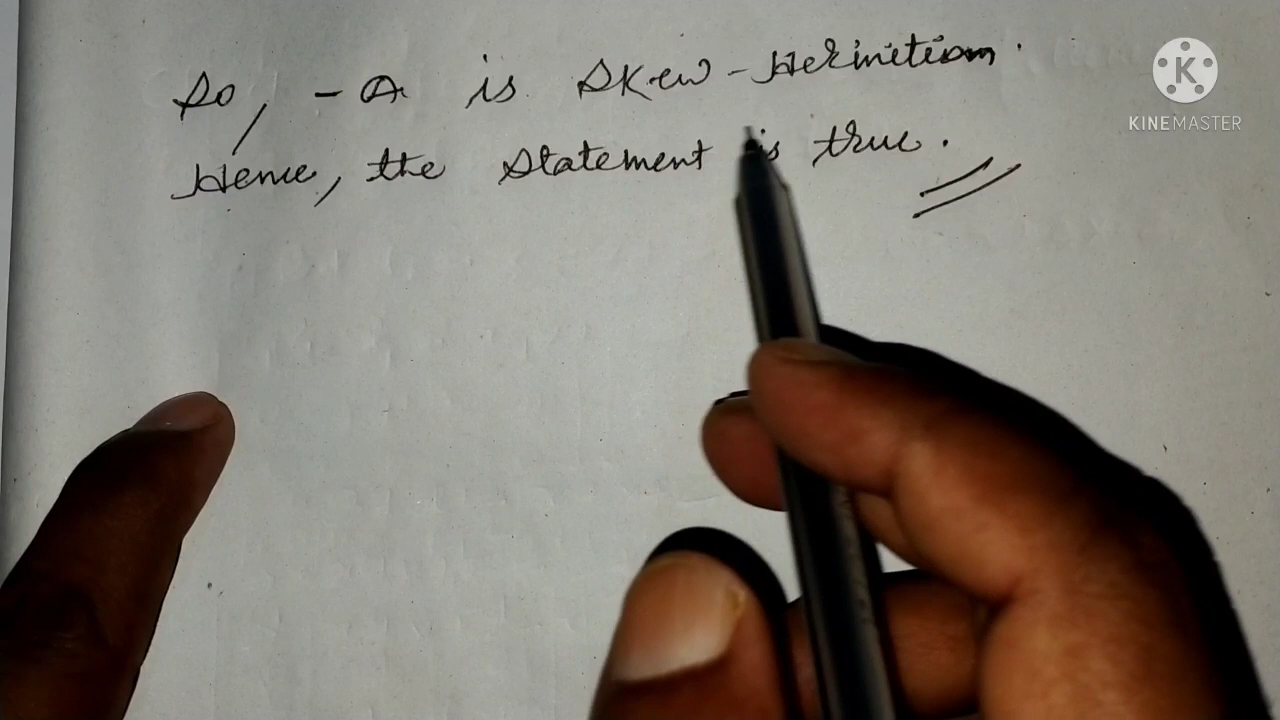 So, - A is skew - Hermitian.
Hence, the statement is true.
KINEMASTER